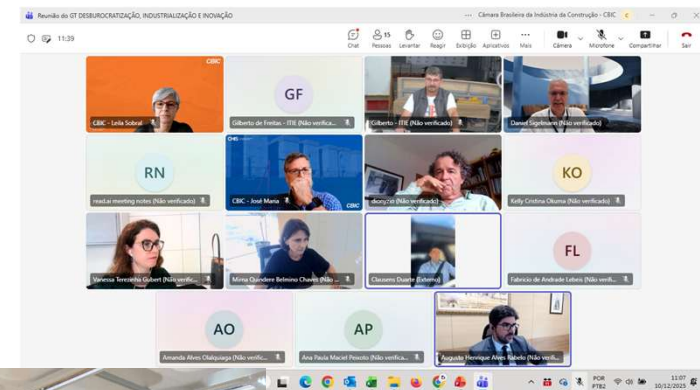 Reunião do GT DESBUROCRATIZAÇÃO, INDUSTRIALIZAÇÃO E INOVAÇÃO
Câmara Brasileira da Indústria da Construção - CBIC
11:39
15
Chat Pessoas Levantar Reagir Exibição Aplicativos Mais Câmera Microfone Compartilhar Sair
CBIC
CBIC - Leila Sobral
GF
Gilberto de Freitas - ITIE (Não verifica...
Gilberto - ITIE (Não verificado)
Daniel Sigelmann (Não verificado)
RN
read.ai meeting notes (Não verificado)
CBIC
CBIC - José Maria
dionyzio (Não verificado)
KO
Kelly Cristina Okuma (Não verificado)
Vanessa Terezinha Gubert (Não verific...
Mirna Quindere Belmino Chaves (Não ...
Clausens Duarte (Externo)
FL
Fabricio de Andrade Lebeis (Não verifi...
AO
Amanda Alves Olalquiaga (Não verific...
AP
Ana Paula Maciel Peixoto (Não verific...
Augusto Henrique Alves Rabelo (Não verifi...
POR
PTB2
11:07
10/12/2025